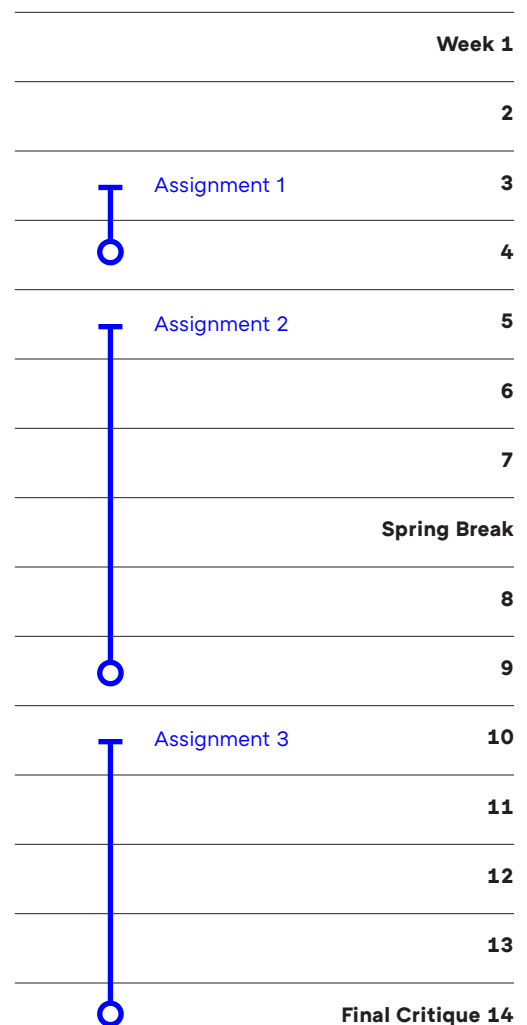 Week 1
2
Assignment 1 3
4
Assignment 2 5
6
7
Spring Break
8
9
Assignment 3 10
11
12
13
Final Critique 14